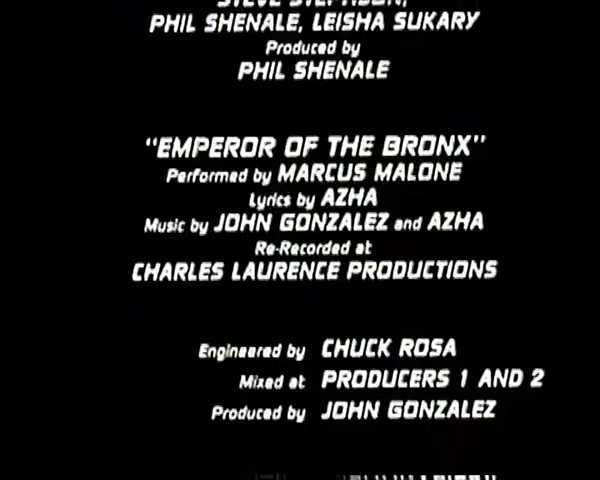 STEVE STEPHSON,
PHIL SHENALE, LEISHA SUKARY
Produced by
PHIL SHENALE
"EMPEROR OF THE BRONX"
Performed by MARCUS MALONE
Lyrics by AZHA
Music by JOHN GONZALEZ and AZHA
Re-Recorded at
CHARLES LAURENCE PRODUCTIONS
Engineered by CHUCK ROSA
Mixed at PRODUCERS 1 AND 2
Produced by JOHN GONZALEZ